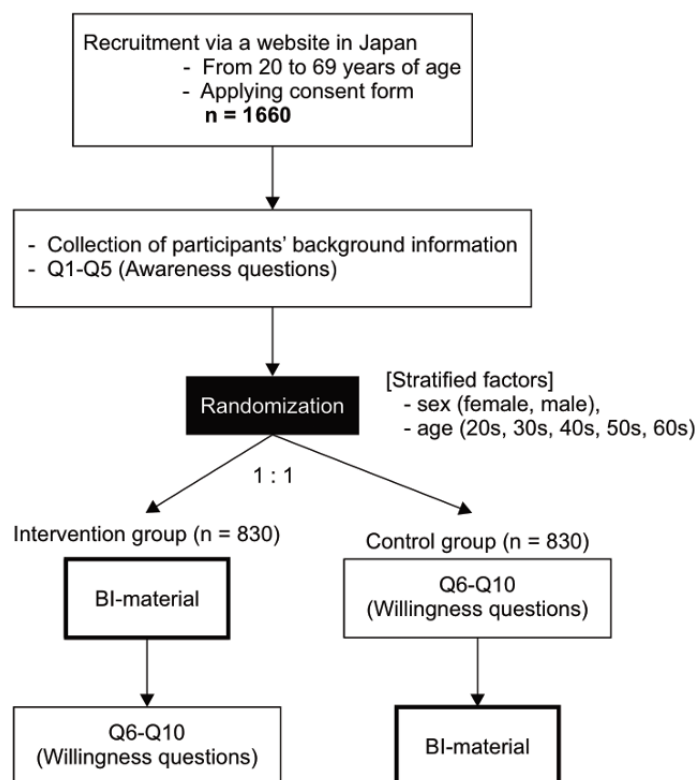 Recruitment via a website in Japan
- From 20 to 69 years of age
- Applying consent form
n = 1660
- Collection of participants’ background information
- Q1-Q5 (Awareness questions)
Randomization
[Stratified factors]
- sex (female, male),
- age (20s, 30s, 40s, 50s, 60s)
1 : 1
Intervention group (n = 830)
BI-material
Q6-Q10
(Willingness questions)
Control group (n = 830)
Q6-Q10
(Willingness questions)
BI-material